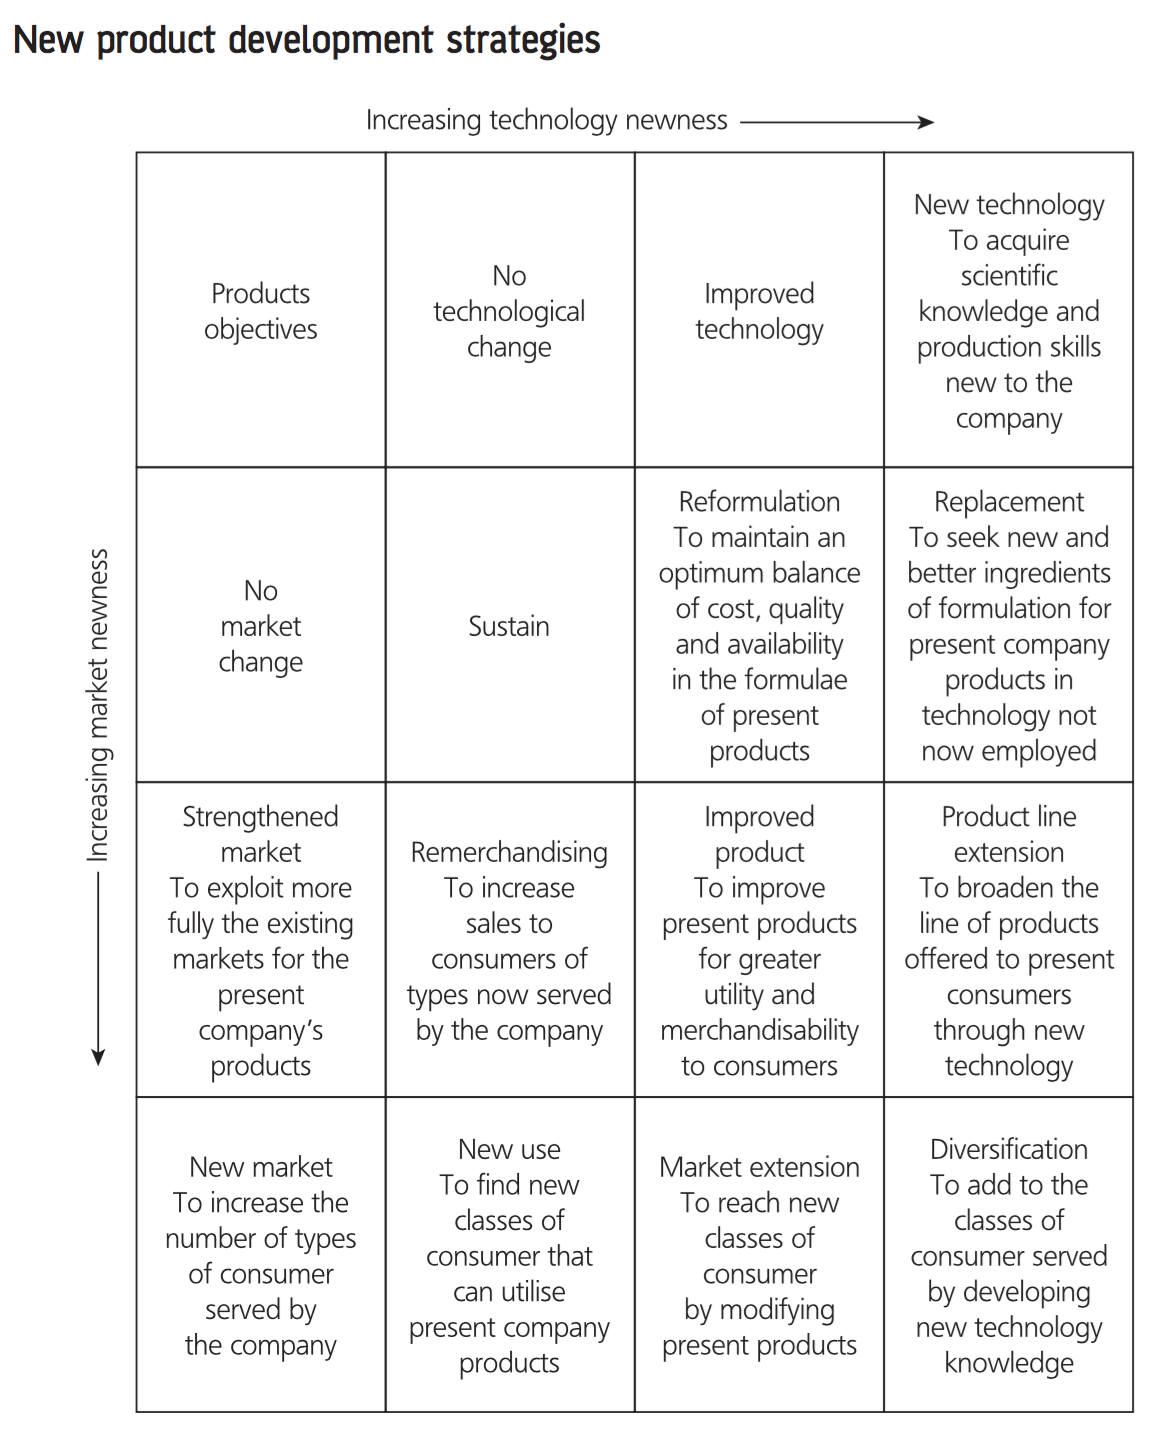 New product development strategies
Increasing technology newness
Increasing market newness
Products
objectives
No
technological
change
Improved
technology
New technology
To acquire
scientific
knowledge and
production skills
new to the
company
No
market
change
Sustain
Reformulation
To maintain an
optimum balance
of cost, quality
and availability
in the formulae
of present
products
Replacement
To seek new and
better ingredients
of formulation for
present company
products in
technology not
now employed
Strengthened
market
To exploit more
fully the existing
markets for the
present
company’s
products
Remerchandising
To increase
sales to
consumers of
types now served
by the company
Improved
product
To improve
present products
for greater
utility and
merchandisability
to consumers
Product line
extension
To broaden the
line of products
offered to present
consumers
through new
technology
New market
To increase the
number of types
of consumer
served by
the company
New use
To find new
classes of
consumer that
can utilise
present company
products
Market extension
To reach new
classes of
consumer
by modifying
present products
Diversification
To add to the
classes of
consumer served
by developing
new technology
knowledge